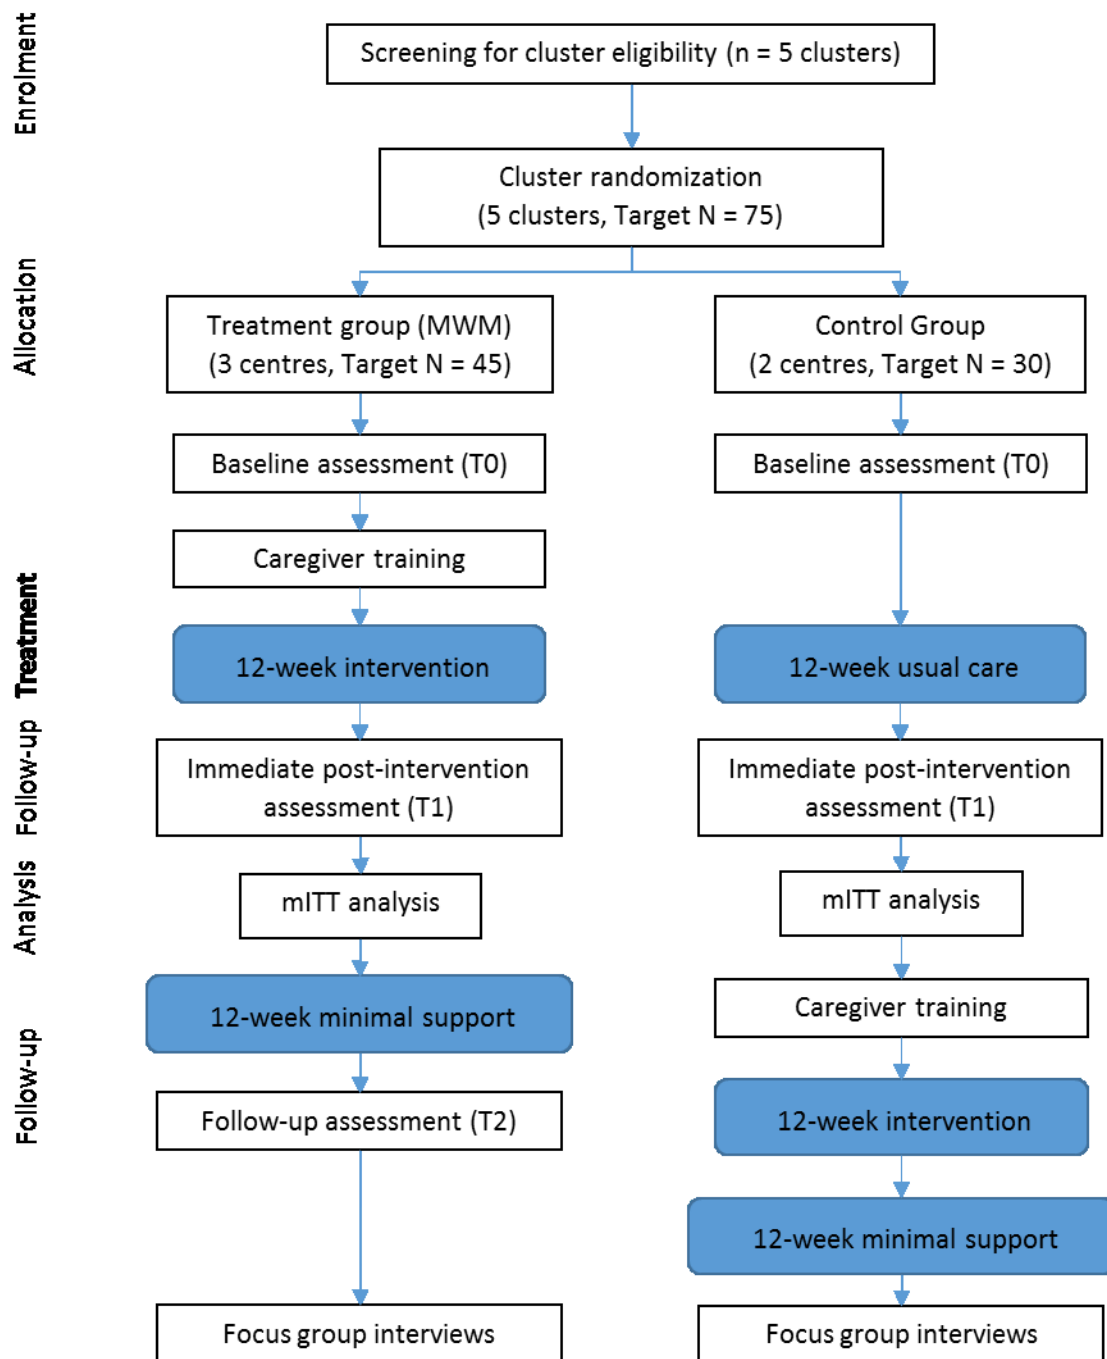 Enrolment
Screening for cluster eligibility (n = 5 clusters)
Cluster randomization
(5 clusters, Target N = 75)
Allocation
Treatment group (MWM)
(3 centres, Target N = 45)
Control Group
(2 centres, Target N = 30)
Baseline assessment (T0)
Baseline assessment (T0)
Caregiver training
Treatment
12-week intervention
12-week usual care
Follow-up
Immediate post-intervention
assessment (T1)
Immediate post-intervention
assessment (T1)
Analysis
mITT analysis
mITT analysis
Follow-up
12-week minimal support
Caregiver training
Follow-up assessment (T2)
12-week intervention
12-week minimal support
Focus group interviews
Focus group interviews